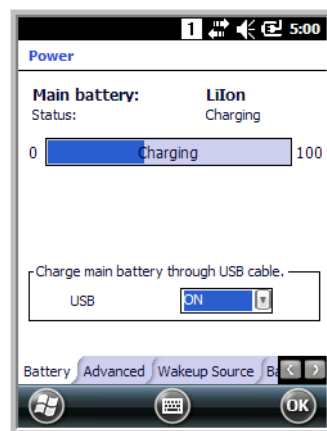 1 5:00
Power
Main battery: LiIon
Status: Charging
0 Charging 100
Charge main battery through USB cable.
USB ON
Battery Advanced Wakeup Source Ba
OK